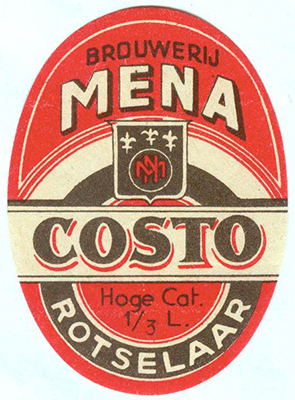 BROUWERIJ
MENA
COSTO
Hoge Cat.
1/3 L.
ROTSELAAR